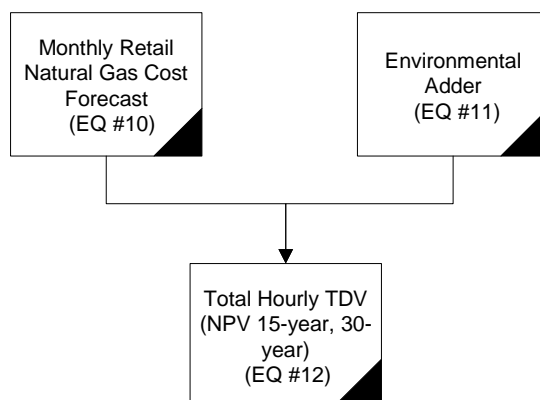 Monthly Retail
Natural Gas Cost
Forecast
(EQ #10)
Environmental
Adder
(EQ #11)
Total Hourly TDV
(NPV 15-year, 30-
year)
(EQ #12)